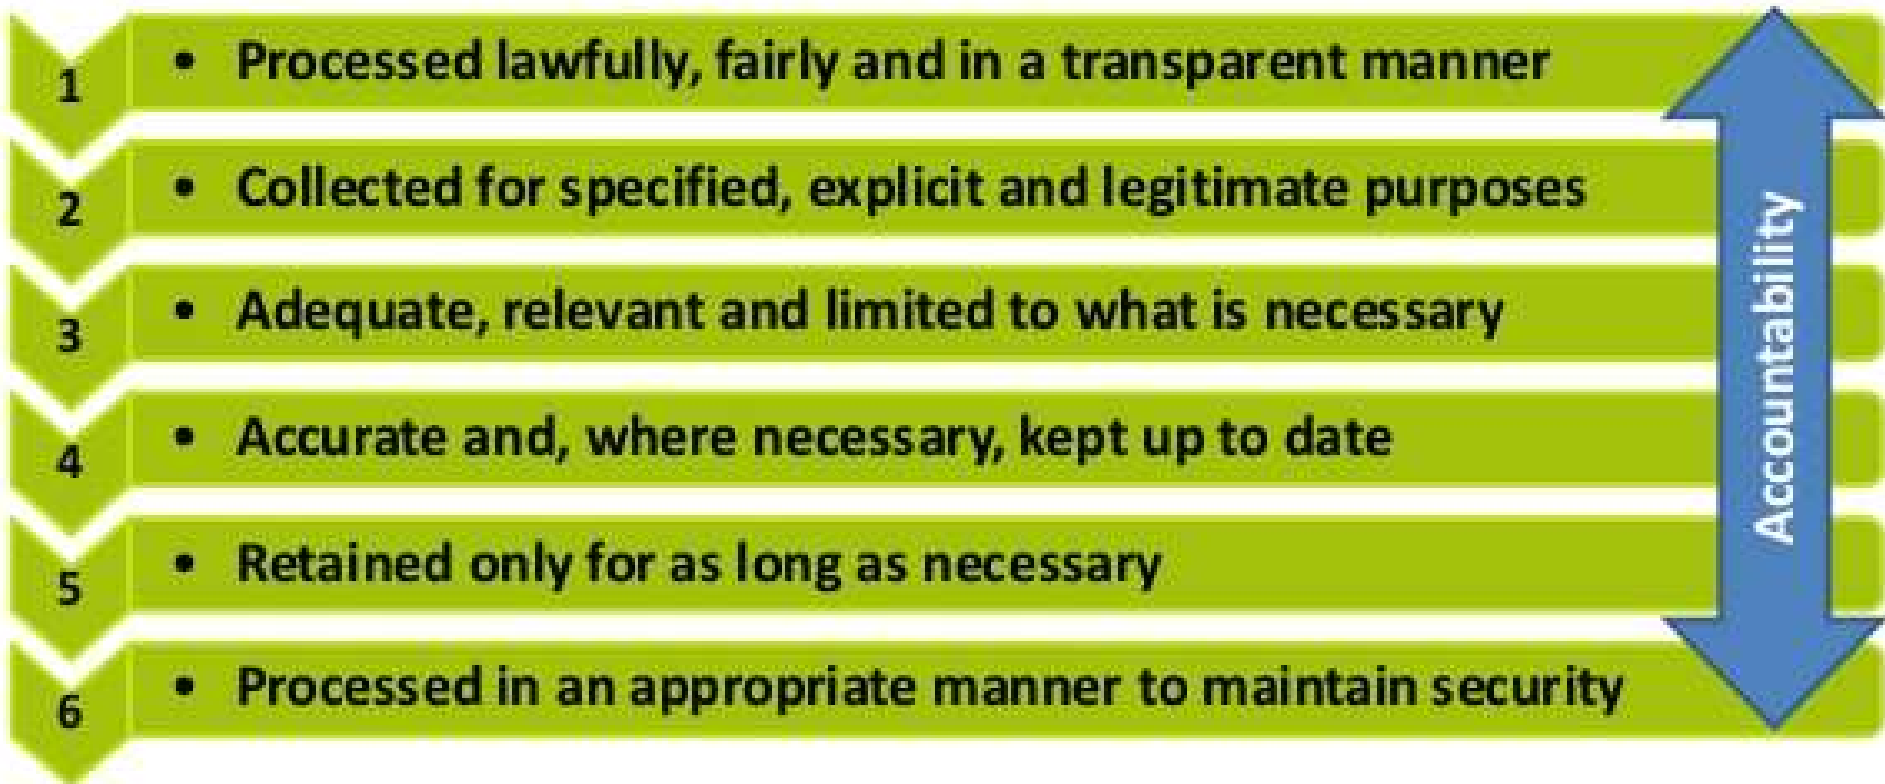 1
• Processed lawfully, fairly and in a transparent manner
2
• Collected for specified, explicit and legitimate purposes
3
• Adequate, relevant and limited to what is necessary
4
• Accurate and, where necessary, kept up to date
5
• Retained only for as long as necessary
6
• Processed in an appropriate manner to maintain security
Accountability